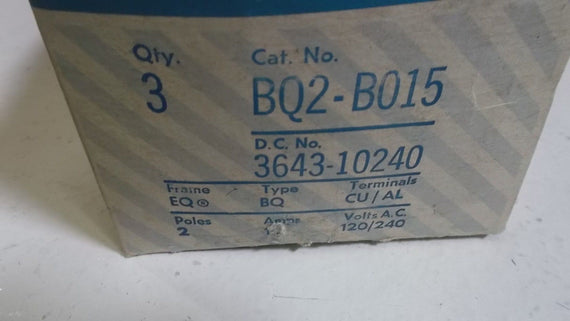 Qty. Cat. No.
3 BQ2-B015
D.C. No.
3643-10240
Frame Type Terminals
EQ® BQ CU/AL
Poles Amps Volts A.C.
2 120/240